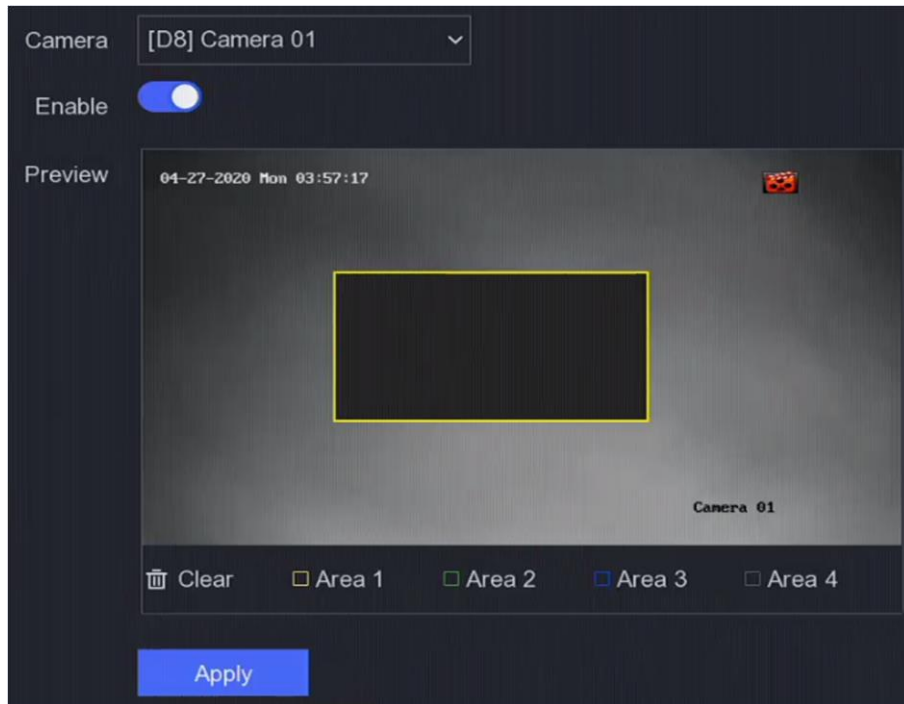 Camera [D8] Camera 01
Enable
Preview
04-27-2020 Mon 03:57:17
Camera 01
Clear Area 1 Area 2 Area 3 Area 4
Apply